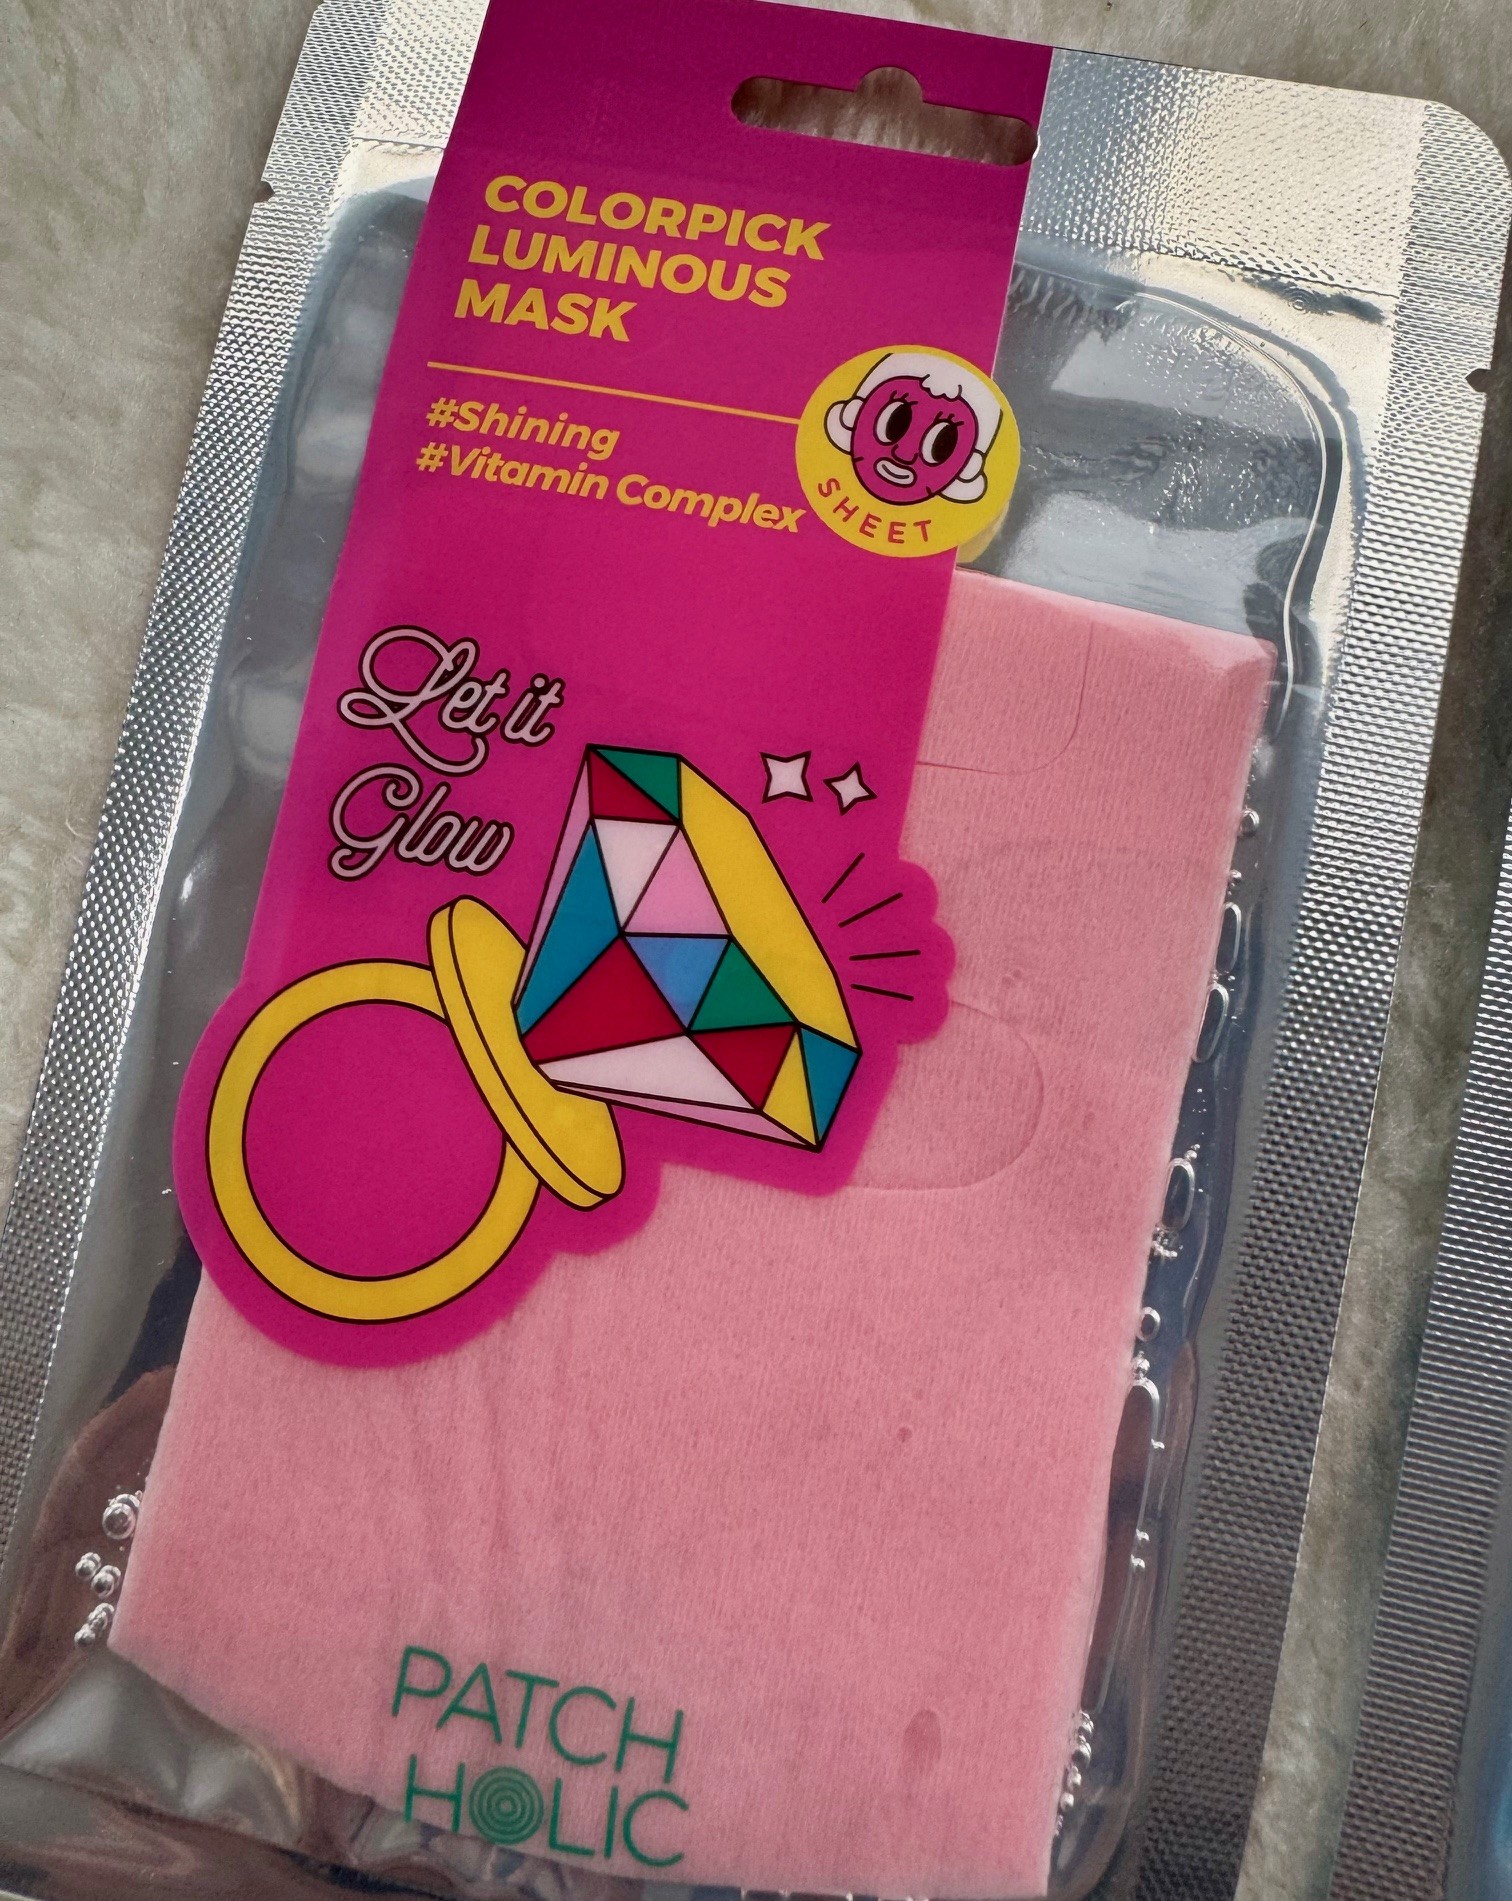 COLORPICK
LUMINOUS
MASK
#Shining
#Vitamin Complex
SHEET
Let it
Glow
PATCH
HOLIC